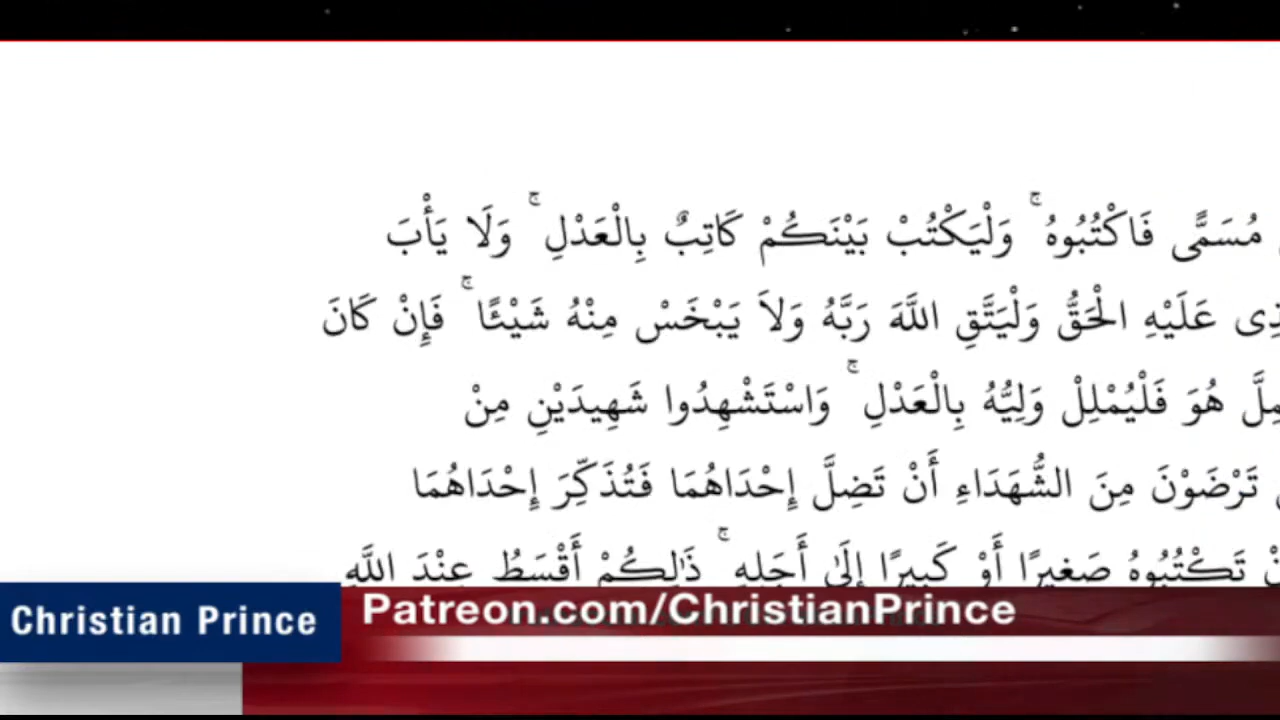 مُسَمًّى فَاكْتُبُوهُ ۚ وَلْيَكْتُبْ بَيْنَكُمْ كَاتِبٌ بِالْعَدْلِ ۚ وَلَا يَأْبَ
عَلَيْهِ الْحَقُّ وَلْيَتَّقِ اللَّهَ رَبَّهُ وَلاَ يَبْخَسْ مِنْهُ شَيْئًا ۚ فَإِنْ كَانَ
هُوَ فَلْيُمْلِلْ وَلِيُّهُ بِالْعَدْلِ ۚ وَاسْتَشْهِدُوا شَهِيدَيْنِ مِنْ
تَرْضَوْنَ مِنَ الشُّهَدَاءِ أَنْ تَضِلَّ إِحْدَاهُمَا فَتُذَكِّرَ إِحْدَاهُمَا
تَكْتُبُوهُ صَغِيرًا أَوْ كَبِيرًا إِلَىٰ أَجَلِهِ ۚ ذَٰلِكُمْ أَقْسَطُ عِنْدَ اللَّهِ
Christian Prince
Patreon.com/ChristianPrince